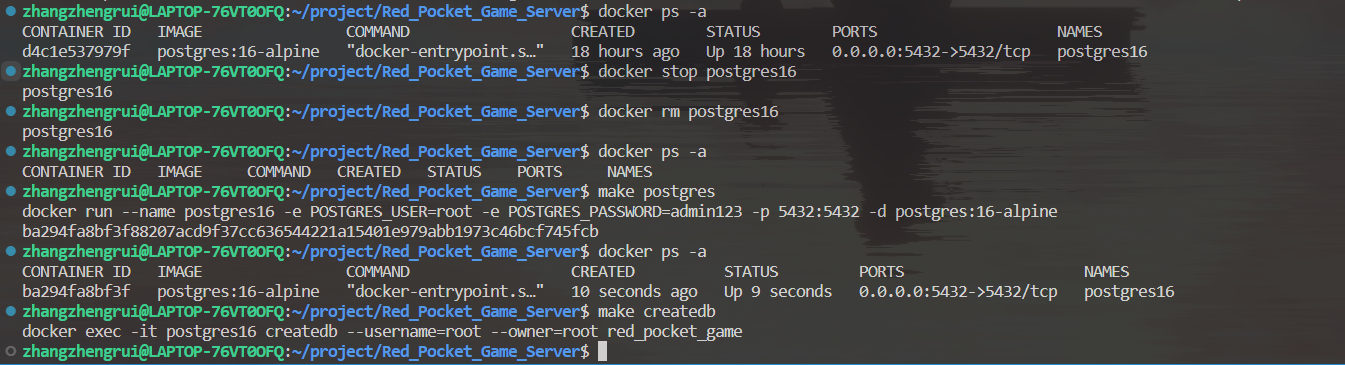 zhangzhengrui@LAPTOP-76VT0OFQ:~/project/Red_Pocket_Game_Server$ docker ps -a
CONTAINER ID   IMAGE                COMMAND                  CREATED        STATUS        PORTS                    NAMES
d4c1e537979f   postgres:16-alpine   "docker-entrypoint.s…"   18 hours ago   Up 18 hours   0.0.0.0:5432->5432/tcp   postgres16
zhangzhengrui@LAPTOP-76VT0OFQ:~/project/Red_Pocket_Game_Server$ docker stop postgres16
postgres16
zhangzhengrui@LAPTOP-76VT0OFQ:~/project/Red_Pocket_Game_Server$ docker rm postgres16
postgres16
zhangzhengrui@LAPTOP-76VT0OFQ:~/project/Red_Pocket_Game_Server$ docker ps -a
CONTAINER ID   IMAGE     COMMAND   CREATED   STATUS    PORTS     NAMES
zhangzhengrui@LAPTOP-76VT0OFQ:~/project/Red_Pocket_Game_Server$ make postgres
docker run --name postgres16 -e POSTGRES_USER=root -e POSTGRES_PASSWORD=admin123 -p 5432:5432 -d postgres:16-alpine
ba294fa8bf3f88207acd9f37cc636544221a15401e979abb1973c46bcf745fcb
zhangzhengrui@LAPTOP-76VT0OFQ:~/project/Red_Pocket_Game_Server$ docker ps -a
CONTAINER ID   IMAGE                COMMAND                  CREATED          STATUS         PORTS                    NAMES
ba294fa8bf3f   postgres:16-alpine   "docker-entrypoint.s…"   10 seconds ago   Up 9 seconds   0.0.0.0:5432->5432/tcp   postgres16
zhangzhengrui@LAPTOP-76VT0OFQ:~/project/Red_Pocket_Game_Server$ make createdb
docker exec -it postgres16 createdb --username=root --owner=root red_pocket_game
zhangzhengrui@LAPTOP-76VT0OFQ:~/project/Red_Pocket_Game_Server$